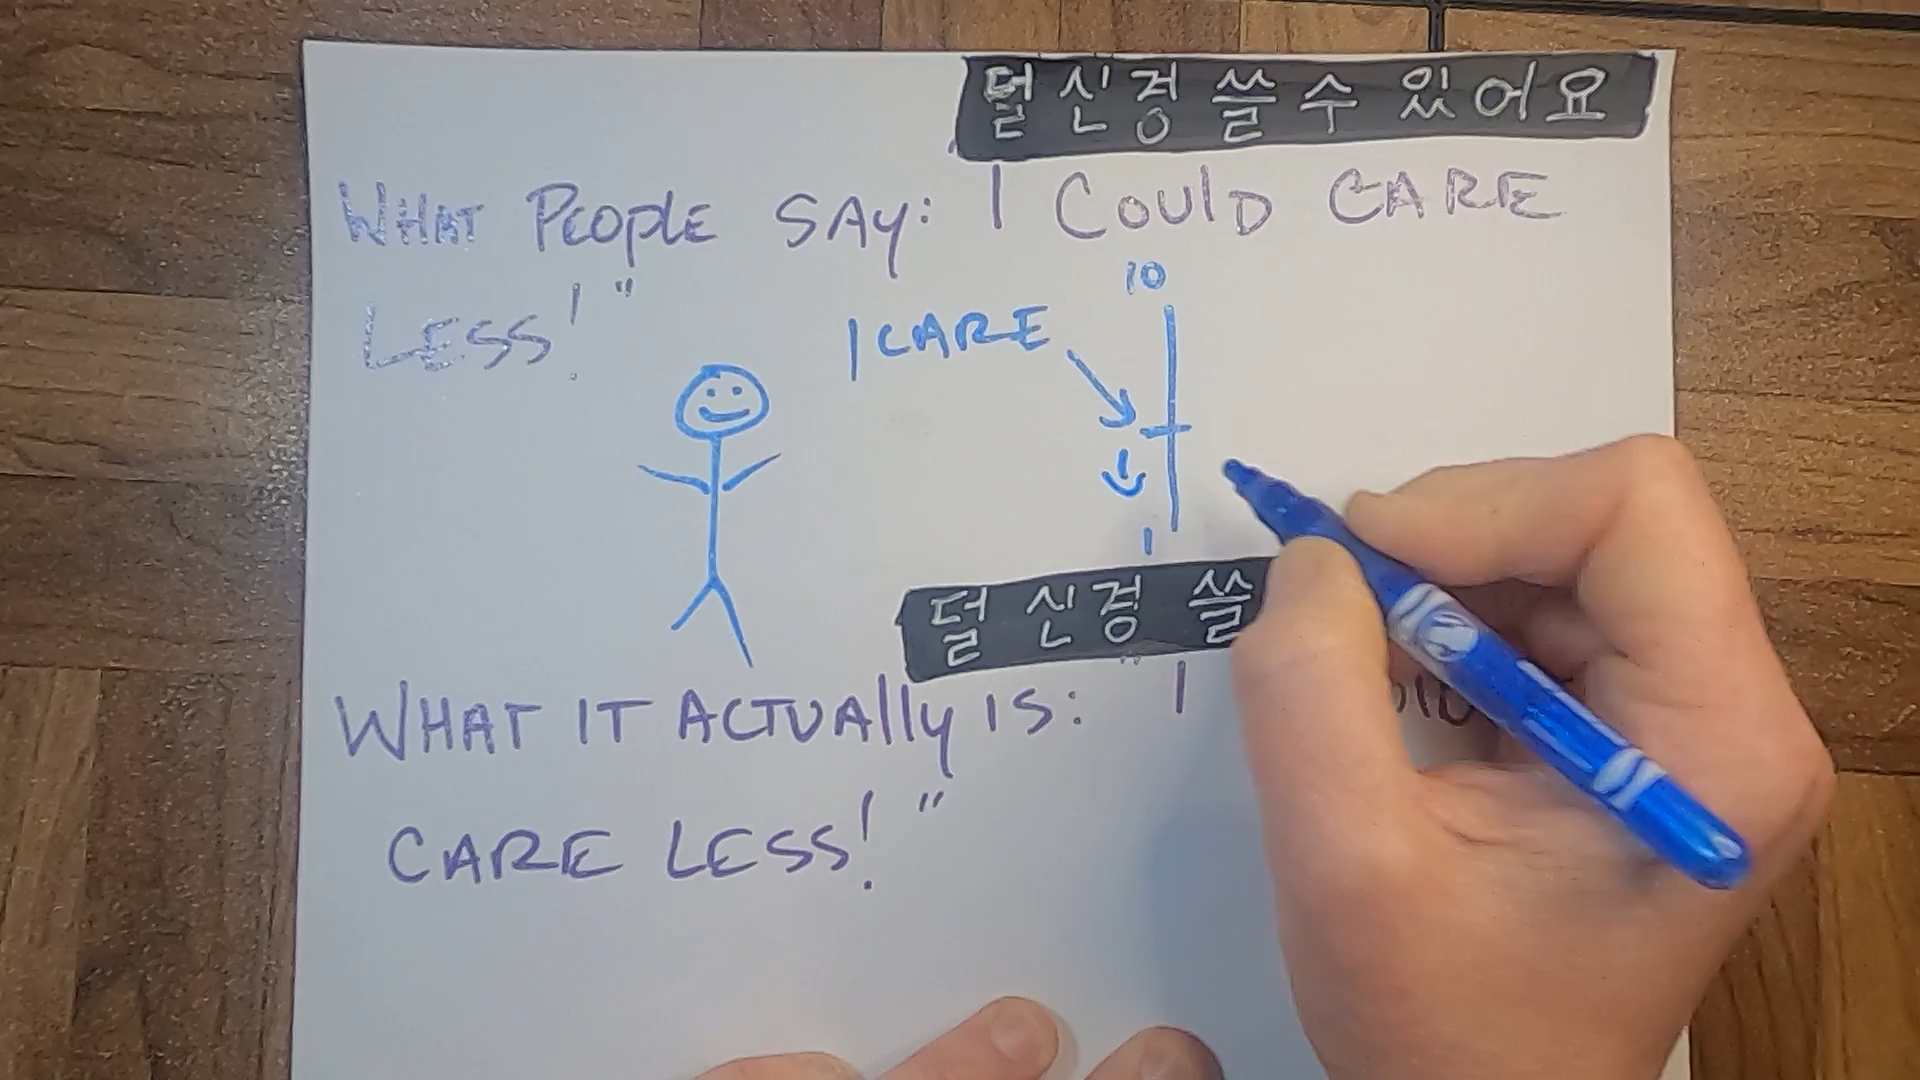 덜 신경 쓸 수 있어요
WHAT PEOPLE SAY: I COULD CARE
LESS!"
10
I CARE
1
덜 신경 쓸
WHAT IT ACTUALLY IS: "I
CARE LESS!"